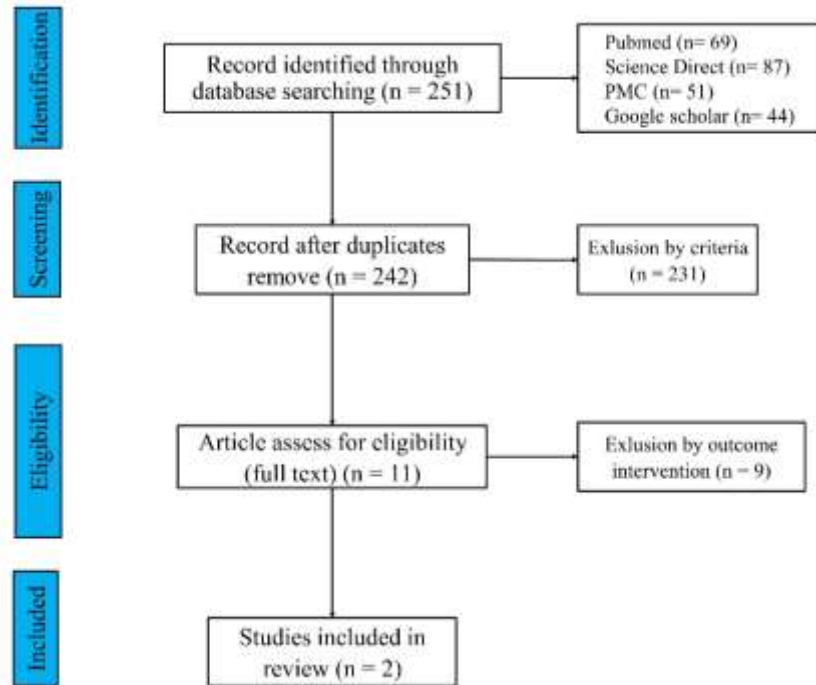 Identification
Record identified through
database searching (n = 251)
Pubmed (n= 69)
Science Direct (n= 87)
PMC (n= 51)
Google scholar (n= 44)
Screening
Record after duplicates
remove (n = 242)
Exlusion by criteria
(n = 231)
Eligibility
Article assess for eligibility
(full text) (n = 11)
Exlusion by outcome
intervention (n = 9)
Included
Studies included in
review (n = 2)